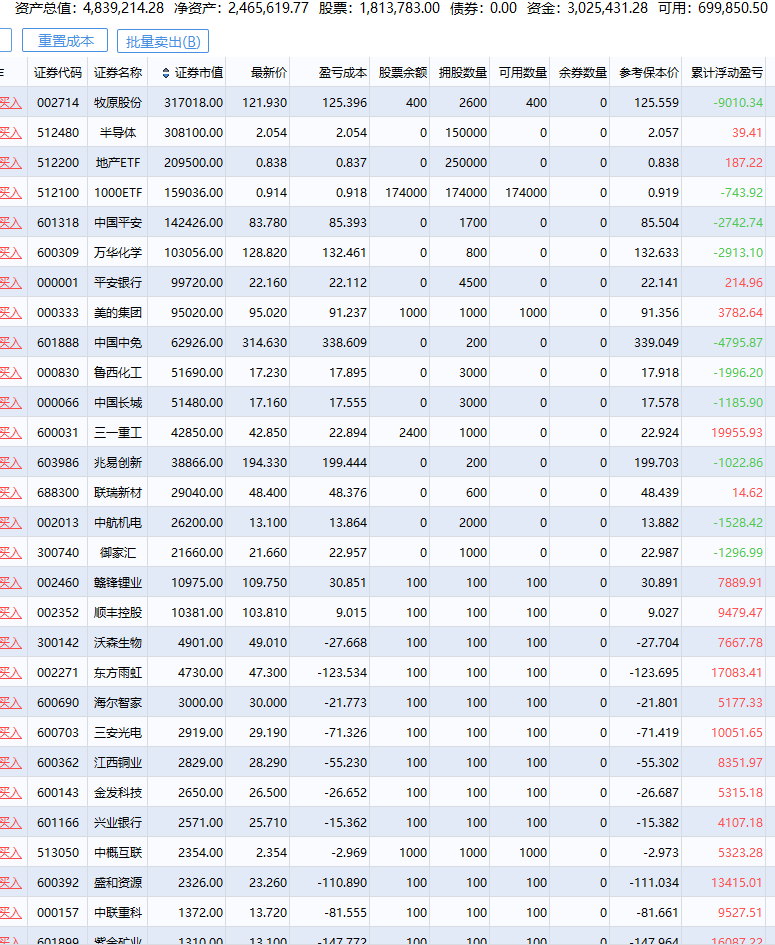 资产总值: 4,839,214.28 净资产: 2,465,619.77 股票: 1,813,783.00 债券: 0.00 资金: 3,025,431.28 可用: 699,850.50
重置成本 批量卖出(B)
证券代码 证券名称 证券市值 最新价 盈亏成本 股票余额 拥股数量 可用数量 余券数量 参考保本价 累计浮动盈亏
买入 002714 牧原股份 317018.00 121.930 125.396 400 2600 400 0 125.559 -9010.34
买入 512480 半导体 308100.00 2.054 2.054 0 150000 0 0 2.057 39.41
买入 512200 地产ETF 209500.00 0.838 0.837 0 250000 0 0 0.838 187.22
买入 512100 1000ETF 159036.00 0.914 0.918 174000 174000 174000 0 0.919 -743.92
买入 601318 中国平安 142426.00 83.780 85.393 0 1700 0 0 85.504 -2742.74
买入 600309 万华化学 103056.00 128.820 132.461 0 800 0 0 132.633 -2913.10
买入 000001 平安银行 99720.00 22.160 22.112 0 4500 0 0 22.141 214.96
买入 000333 美的集团 95020.00 95.020 91.237 1000 1000 1000 0 91.356 3782.64
买入 601888 中国中免 62926.00 314.630 338.609 0 200 0 0 339.049 -4795.87
买入 000830 鲁西化工 51690.00 17.230 17.895 0 3000 0 0 17.918 -1996.20
买入 000066 中国长城 51480.00 17.160 17.555 0 3000 0 0 17.578 -1185.90
买入 600031 三一重工 42850.00 42.850 22.894 2400 1000 0 0 22.924 19955.93
买入 603986 兆易创新 38866.00 194.330 199.444 0 200 0 0 199.703 -1022.86
买入 688300 联瑞新材 29040.00 48.400 48.376 0 600 0 0 48.439 14.62
买入 002013 中航机电 26200.00 13.100 13.864 0 2000 0 0 13.882 -1528.42
买入 300740 御家汇 21660.00 21.660 22.957 0 1000 0 0 22.987 -1296.99
买入 002460 赣锋锂业 10975.00 109.750 30.851 100 100 100 0 30.891 7889.91
买入 002352 顺丰控股 10381.00 103.810 9.015 100 100 100 0 9.027 9479.47
买入 300142 沃森生物 4901.00 49.010 -27.668 100 100 100 0 -27.704 7667.78
买入 002271 东方雨虹 4730.00 47.300 -123.534 100 100 100 0 -123.695 17083.41
买入 600690 海尔智家 3000.00 30.000 -21.773 100 100 100 0 -21.801 5177.33
买入 600703 三安光电 2919.00 29.190 -71.326 100 100 100 0 -71.419 10051.65
买入 600362 江西铜业 2829.00 28.290 -55.230 100 100 100 0 -55.302 8351.97
买入 600143 金发科技 2650.00 26.500 -26.652 100 100 100 0 -26.687 5315.18
买入 601166 兴业银行 2571.00 25.710 -15.362 100 100 100 0 -15.382 4107.18
买入 513050 中概互联 2354.00 2.354 -2.969 1000 1000 1000 0 -2.973 5323.28
买入 600392 盛和资源 2326.00 23.260 -110.890 100 100 100 0 -111.034 13415.01
买入 000157 中联重科 1372.00 13.720 -81.555 100 100 100 0 -81.661 9527.51
买入 601899 紫金矿业 1310.00 13.100 -147.772 100 100 100 0 -147.964 16087.22